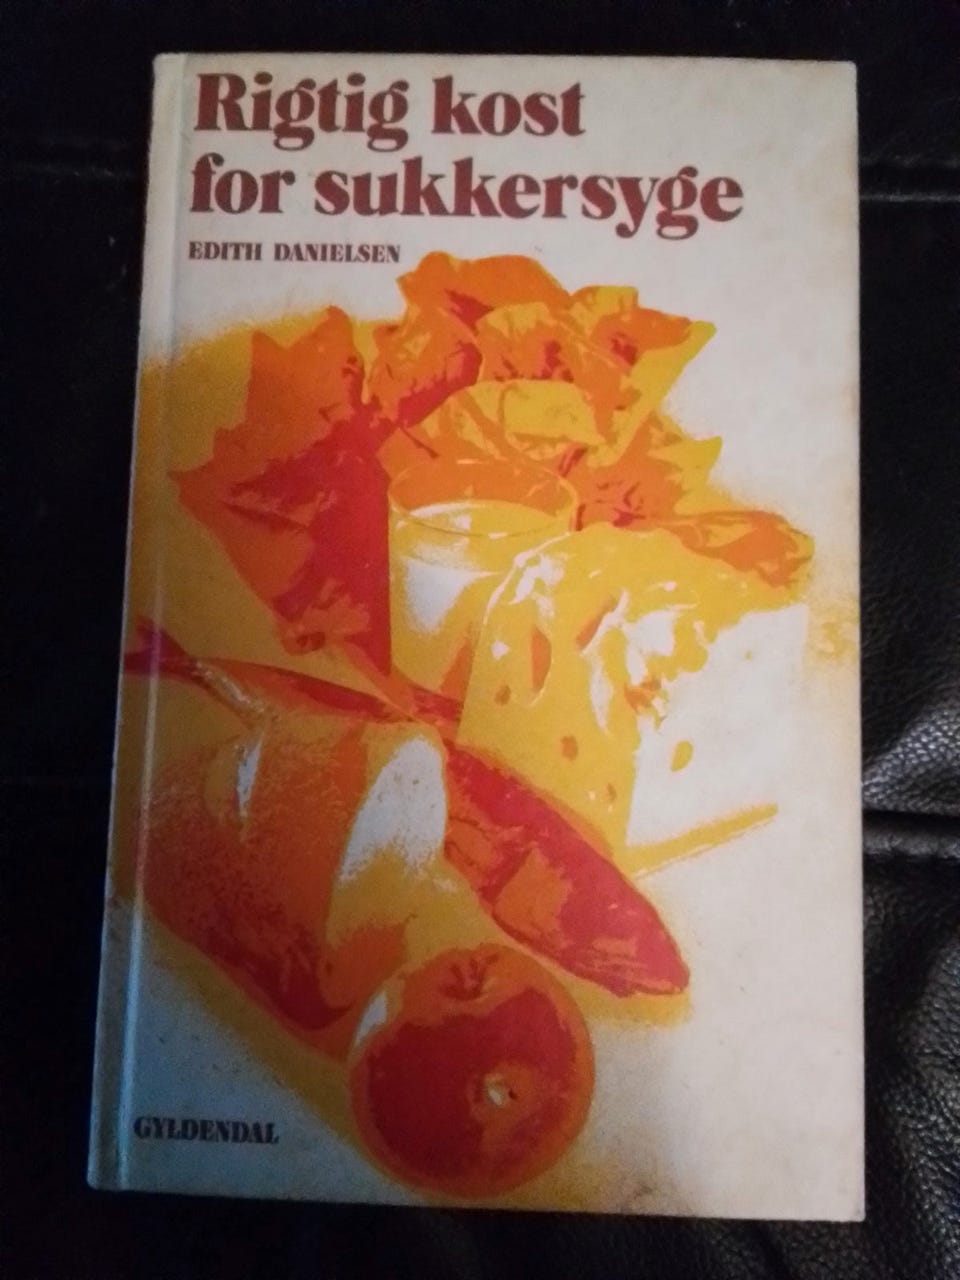 Rigtig kost
for sukkersyge
EDITH DANIELSEN
GYLDENDAL